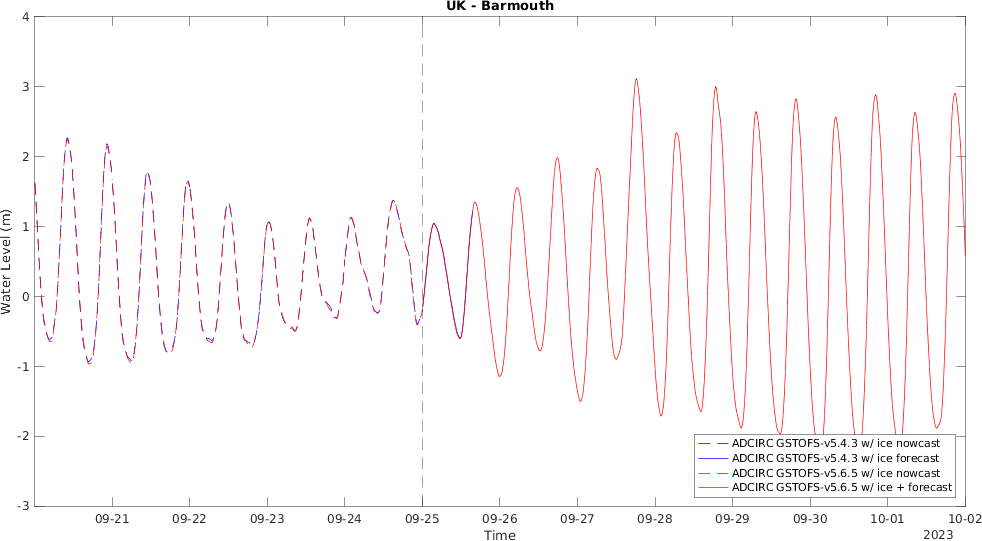 UK - Barmouth
4
3
2
1
0
-1
-2
-3
Water Level (m)
ADCIRC GSTOFS-v5.4.3 w/ ice nowcast
ADCIRC GSTOFS-v5.4.3 w/ ice forecast
ADCIRC GSTOFS-v5.6.5 w/ ice nowcast
ADCIRC GSTOFS-v5.6.5 w/ ice + forecast
09-21 09-22 09-23 09-24 09-25 09-26 09-27 09-28 09-29 09-30 10-01 10-02
Time
2023